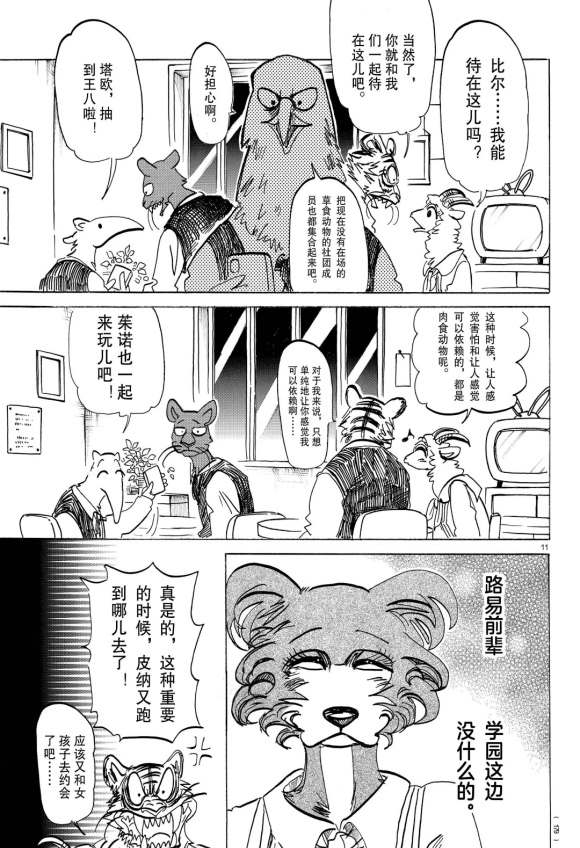 比尔……我能
待在这儿吗？
当然了，
你就和我
们一起待
在这儿吧。
把现在没有在场的
草食动物的社团成
员也都集合起来吧。
好担心啊。
塔欧，抽
到王八啦！
这种时候，让人感
觉害怕和让人感觉
可以依赖的，都是
肉食动物呢。
对于我来说，只想
单纯地让你感觉我
可以依赖啊……
茱诺也一起
来玩儿吧！
11
路易前辈
学园这边
没什么的。
真是的，这种重要
的时候，皮纳又跑
到哪儿去了！
应该又和女
孩子去约会
了吧……